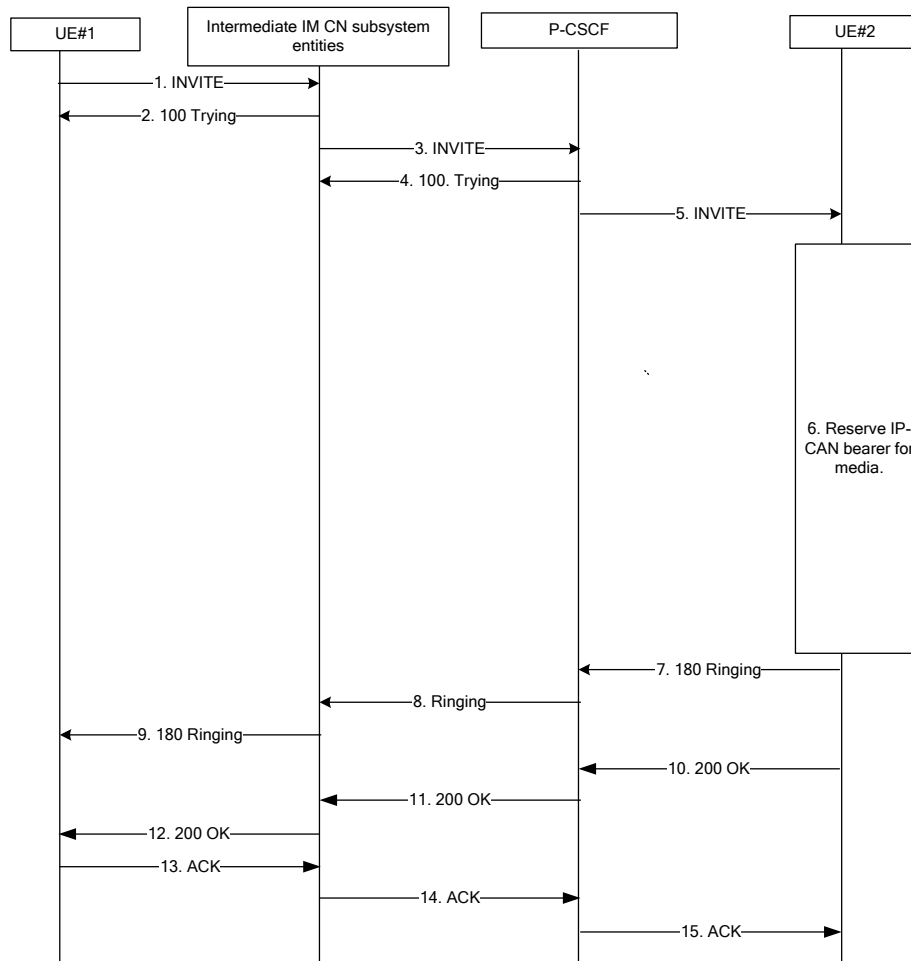 UE#1
Intermediate IM CN subsystem
entities
P-CSCF
UE#2
1. INVITE
2. 100 Trying
3. INVITE
4. 100. Trying
5. INVITE
6. Reserve IP-
CAN bearer for
media.
7. 180 Ringing
8. Ringing
9. 180 Ringing
10. 200 OK
11. 200 OK
12. 200 OK
13. ACK
14. ACK
15. ACK